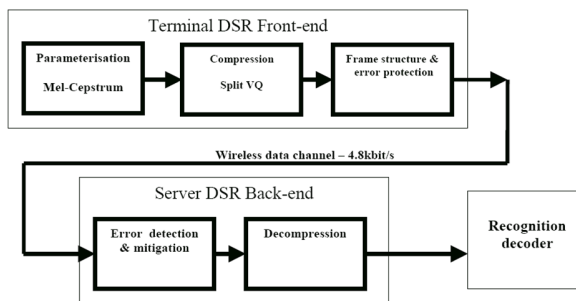 Terminal DSR Front-end
Parameterisation
Mel-Cepstrum
Compression
Split VQ
Frame structure &
error protection
Wireless data channel – 4.8kbit/s
Server DSR Back-end
Error detection
& mitigation
Decompression
Recognition
decoder